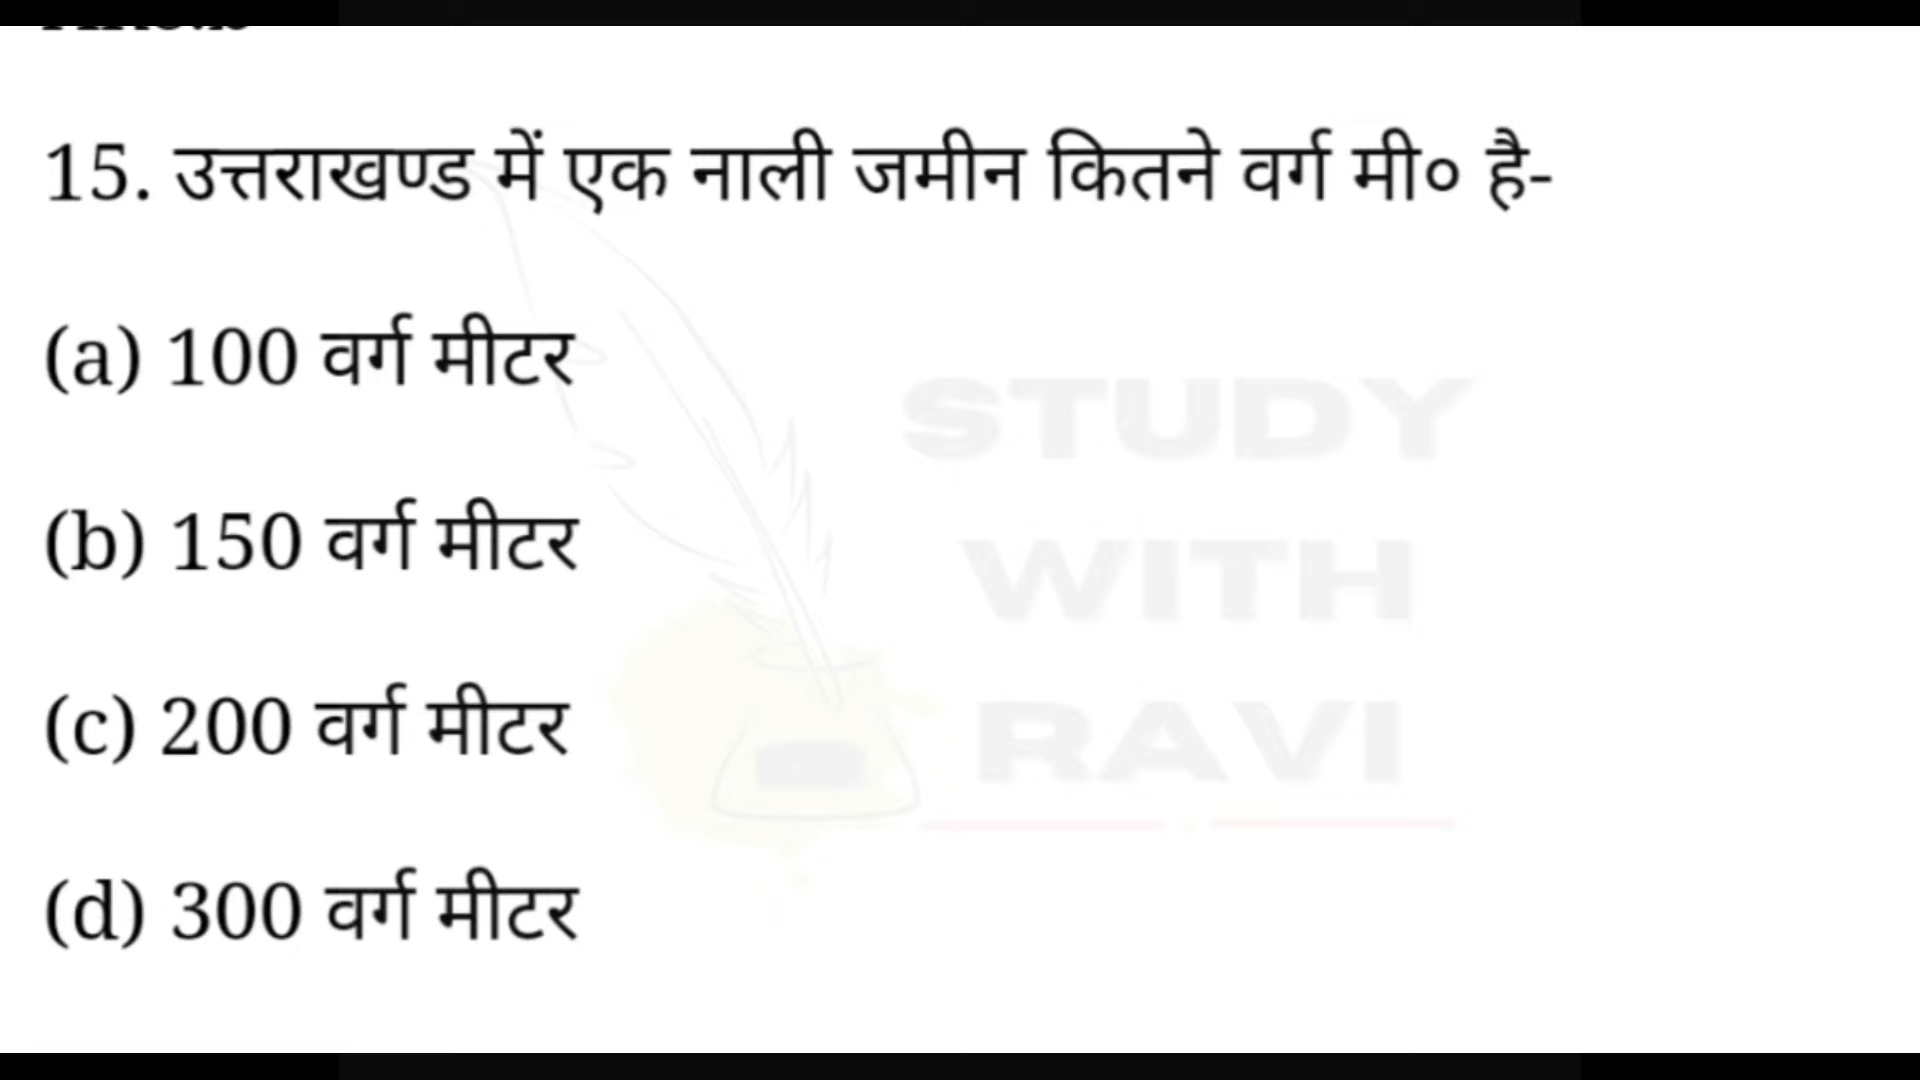 15. उत्तराखण्ड में एक नाली जमीन कितने वर्ग मी० है-
(a) 100 वर्ग मीटर
(b) 150 वर्ग मीटर
(c) 200 वर्ग मीटर
(d) 300 वर्ग मीटर
STUDY
WITH
RAVI